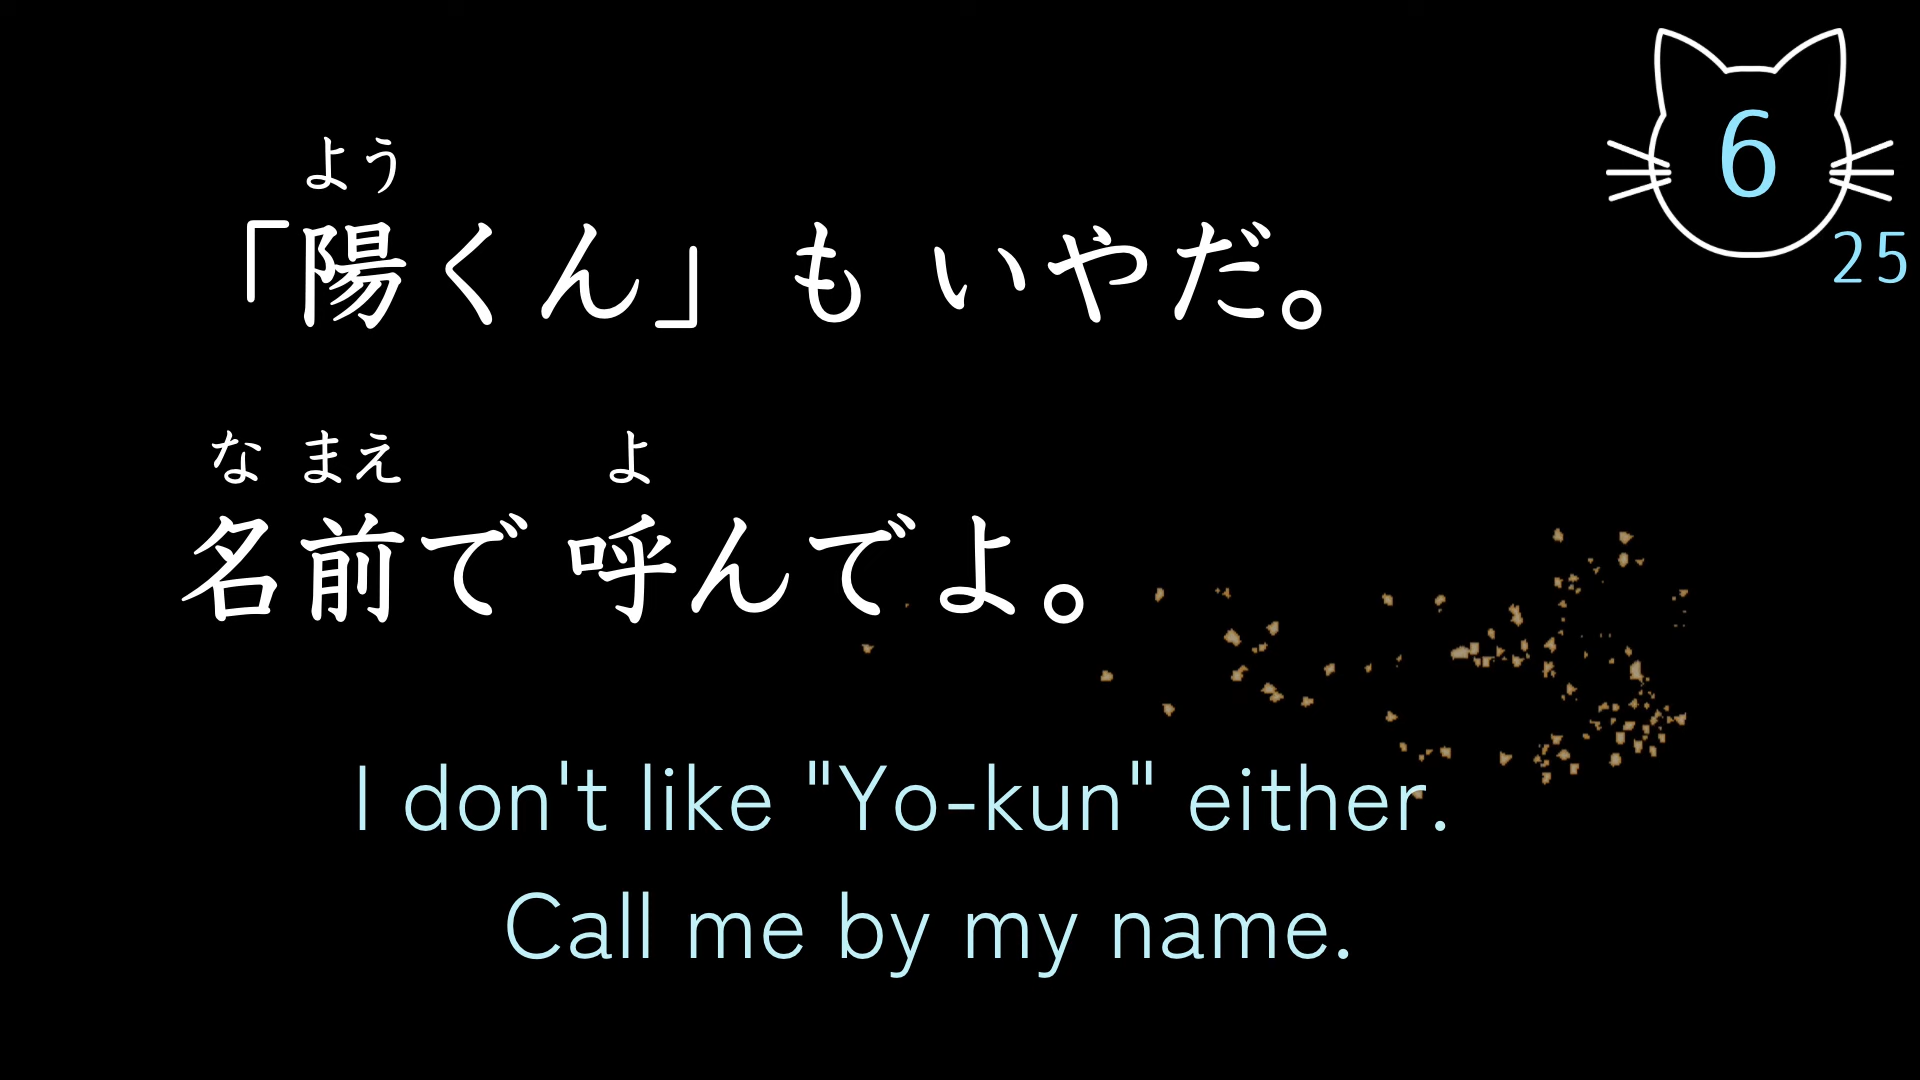 よう
「陽くん」も いやだ。
な まえ よ
名前で 呼んでよ。
I don't like "Yo-kun" either.
Call me by my name.
6
25